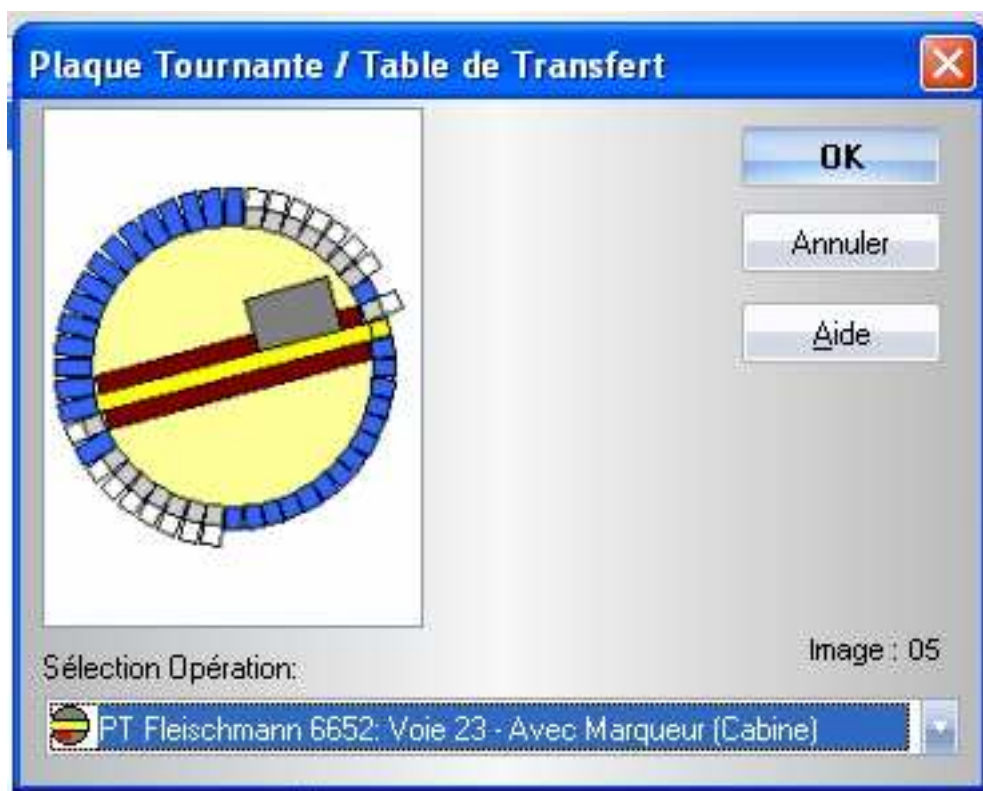 Plaque Tournante / Table de Transfert
OK
Annuler
Aide
Image : 05
Sélection Opération:
PT Fleischmann 6652: Voie 23 - Avec Marqueur (Cabine)